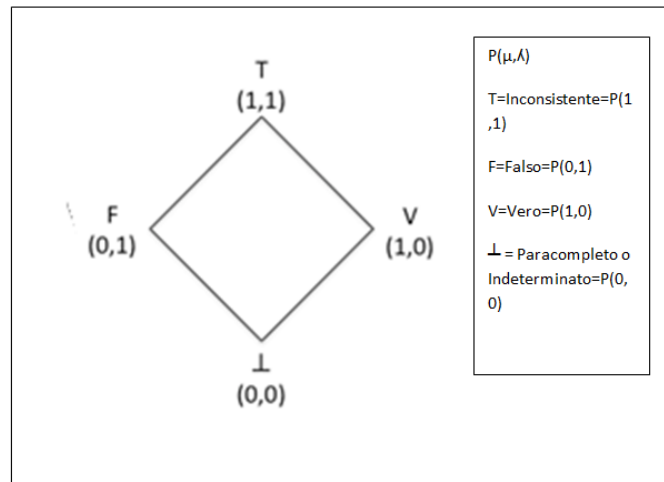 T
(1,1)
F
(0,1)
V
(1,0)
⊥
(0,0)
P(μ,ʎ)
T=Inconsistente=P(1
,1)
F=Falso=P(0,1)
V=Vero=P(1,0)
⊥ = Paracompleto o
Indeterminato=P(0,
0)